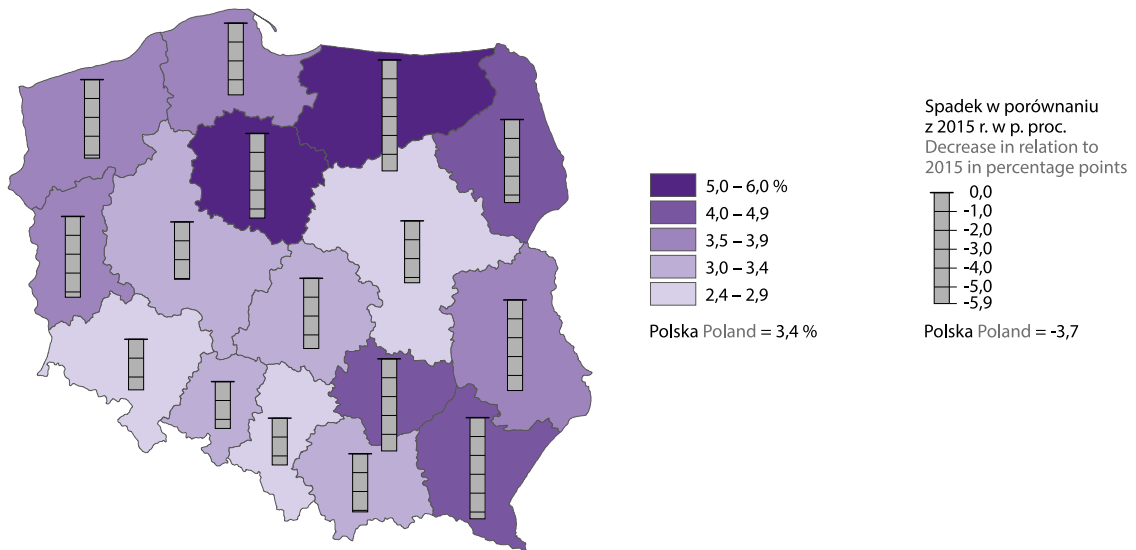 5,0 – 6,0 %
4,0 – 4,9
3,5 – 3,9
3,0 – 3,4
2,4 – 2,9
Polska Poland = 3,4 %
Spadek w porównaniu
z 2015 r. w p. proc.
Decrease in relation to
2015 in percentage points
0,0
-1,0
-2,0
-3,0
-4,0
-5,0
-5,9
Polska Poland = -3,7